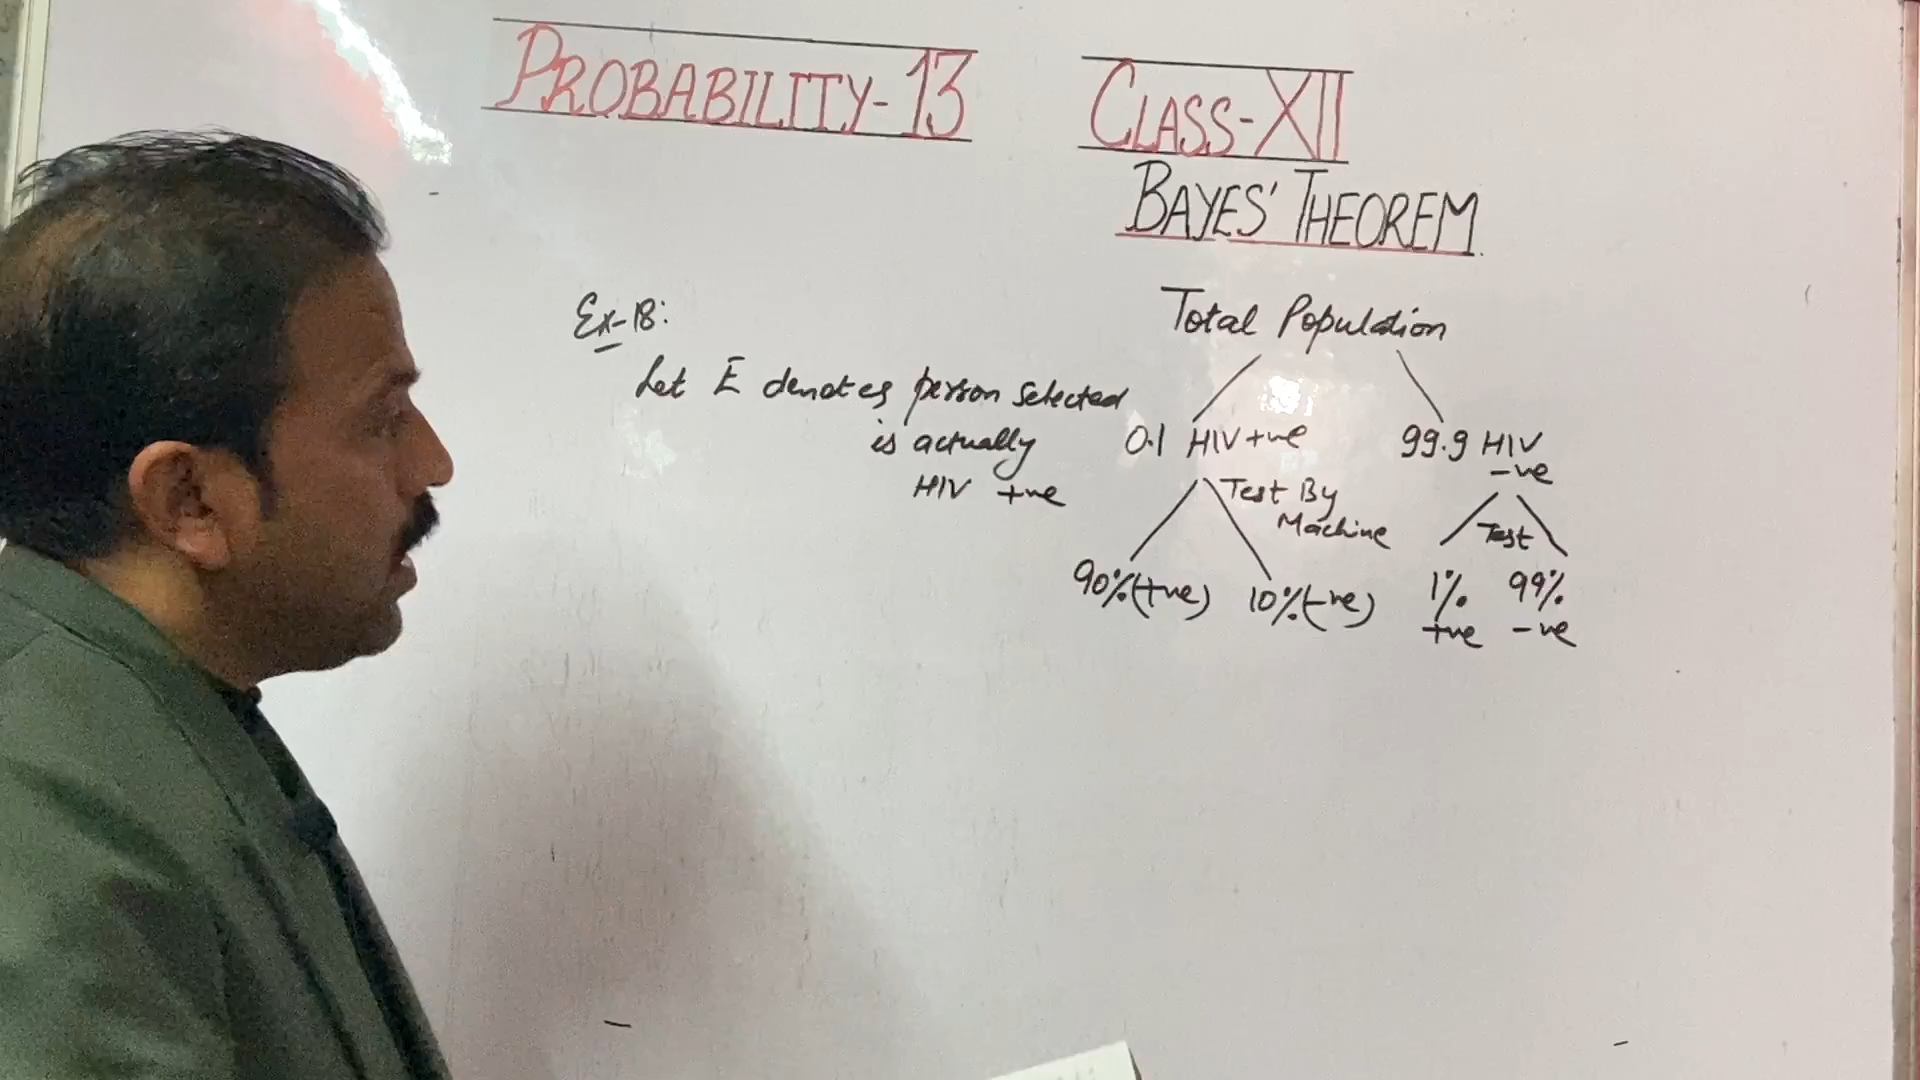 PROBABILITY-13
CLASS-XII
BAYES' THEOREM
Ex-18:
Let E denotes person selected
is actually
HIV +ve
Total Population
0.1 HIV+ve
99.9 HIV
-ve
Test By
Machine
Test
90%(+ve)
10%(-ve)
1%
+ve
99%
-ve